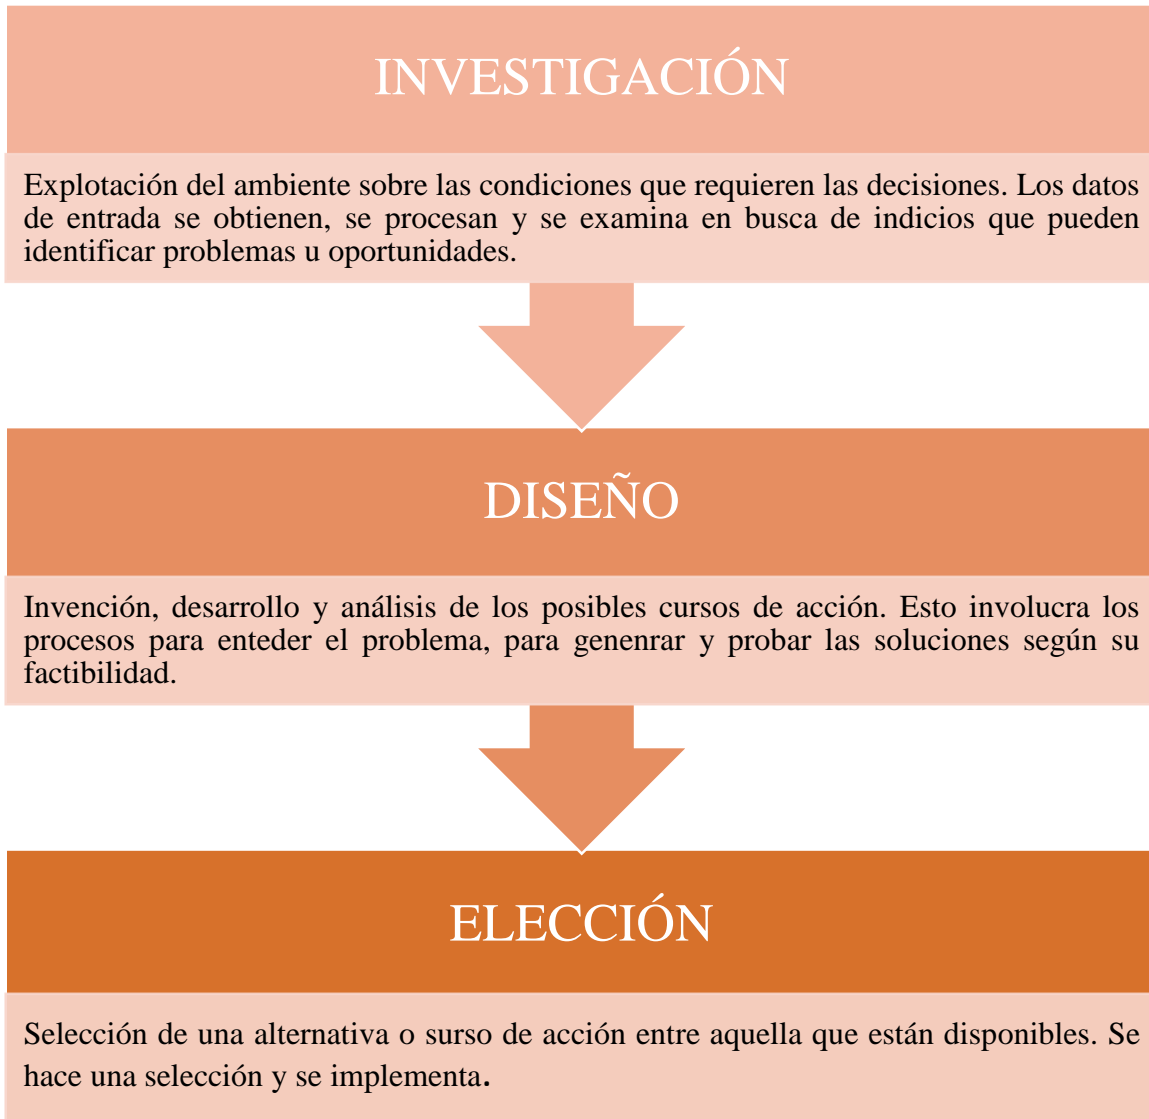 INVESTIGACIÓN
Explotación del ambiente sobre las condiciones que requieren las decisiones. Los datos
de entrada se obtienen, se procesan y se examina en busca de indicios que pueden
identificar problemas u oportunidades.
DISEÑO
Invención, desarrollo y análisis de los posibles cursos de acción. Esto involucra los
procesos para enteder el problema, para genenrar y probar las soluciones según su
factibilidad.
ELECCIÓN
Selección de una alternativa o surso de acción entre aquella que están disponibles. Se
hace una selección y se implementa.